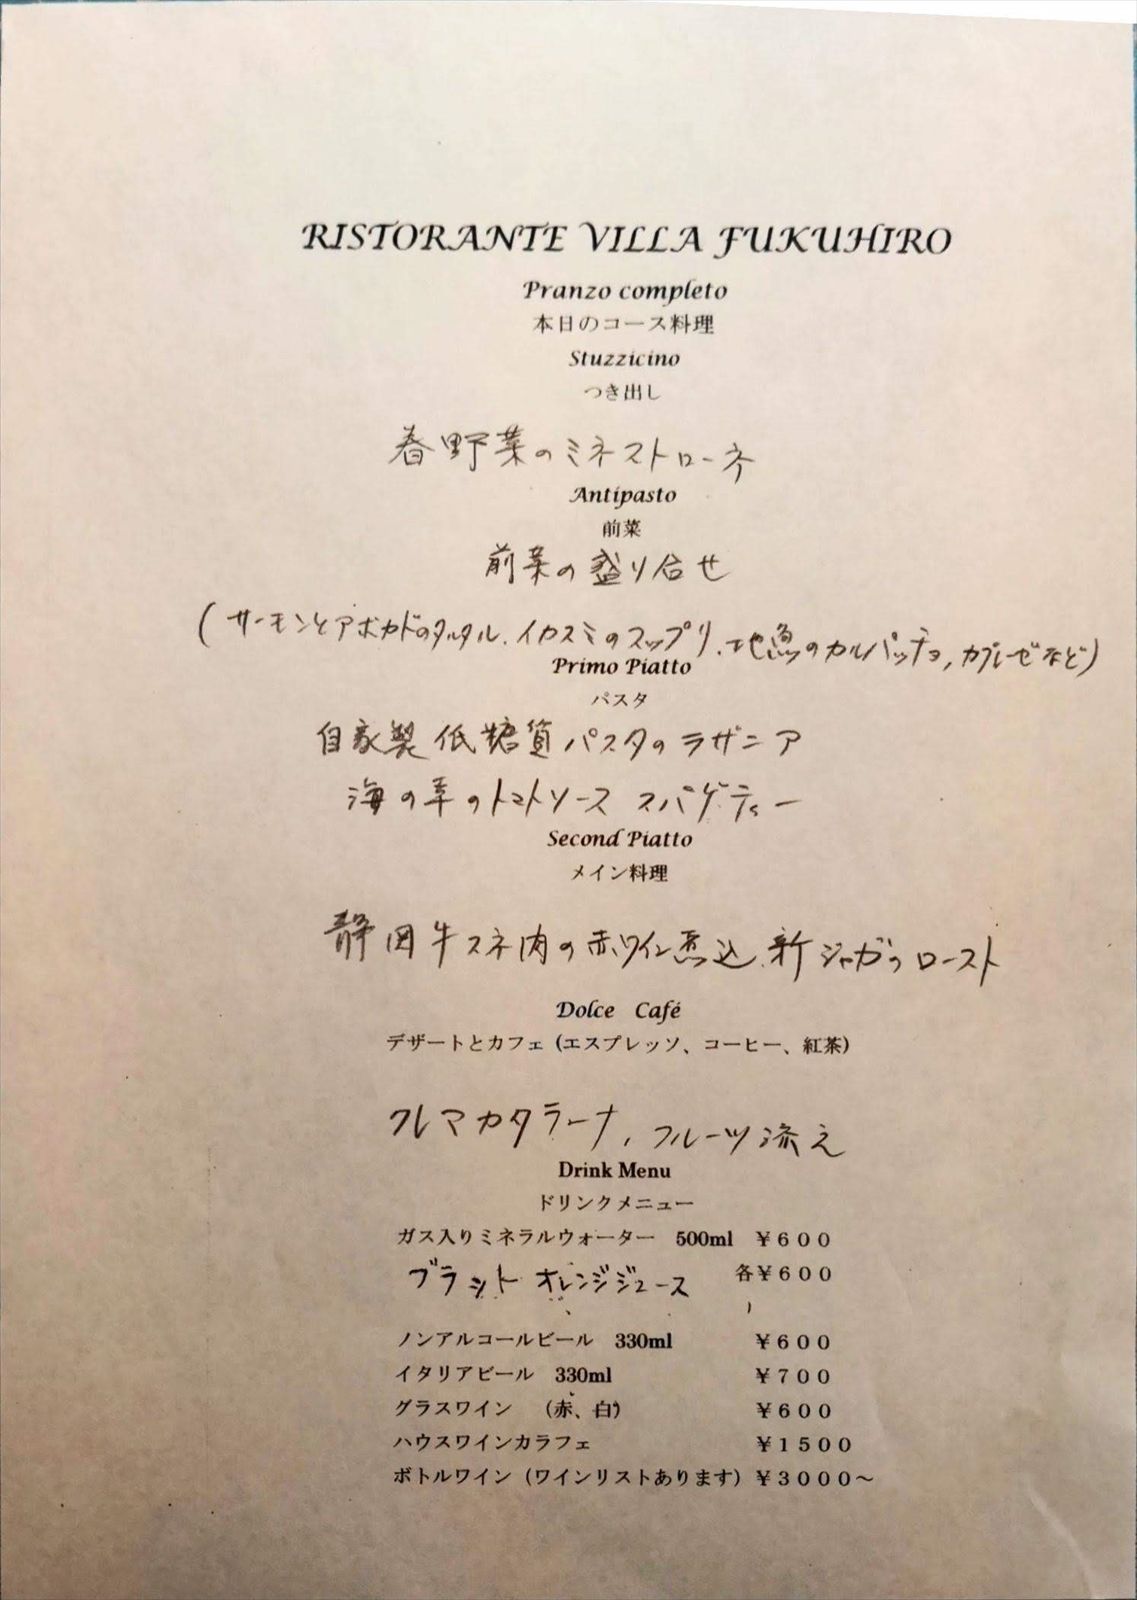 RISTORANTE VILLA FUKUHIRO
Pranzo completo
本日のコース料理
Stuzzicino
つき出し
春野菜のミネストローネ
Antipasto
前菜
前菜の盛り合せ
(サーモンとアボカドのタルタル、イカスミのスップリ、地魚のカルパッチョ、カプレーゼなど)
Primo Piatto
パスタ
自家製低糖質パスタのラザニア
海の幸のトマトソース スパゲティー
Second Piatto
メイン料理
静岡牛スネ肉の赤ワイン煮込、新ジャガのロースト
Dolce Café
デザートとカフェ (エスプレッソ、コーヒー、紅茶)
クレマカタラーナ、フルーツ添え
Drink Menu
ドリンクメニュー
ガス入りミネラルウォーター 500ml ¥600
ブラッドオレンジジュース 各¥600
ノンアルコールビール 330ml ¥600
イタリアビール 330ml ¥700
グラスワイン (赤、白) ¥600
ハウスワインカラフェ ¥1500
ボトルワイン (ワインリストあります) ¥3000～